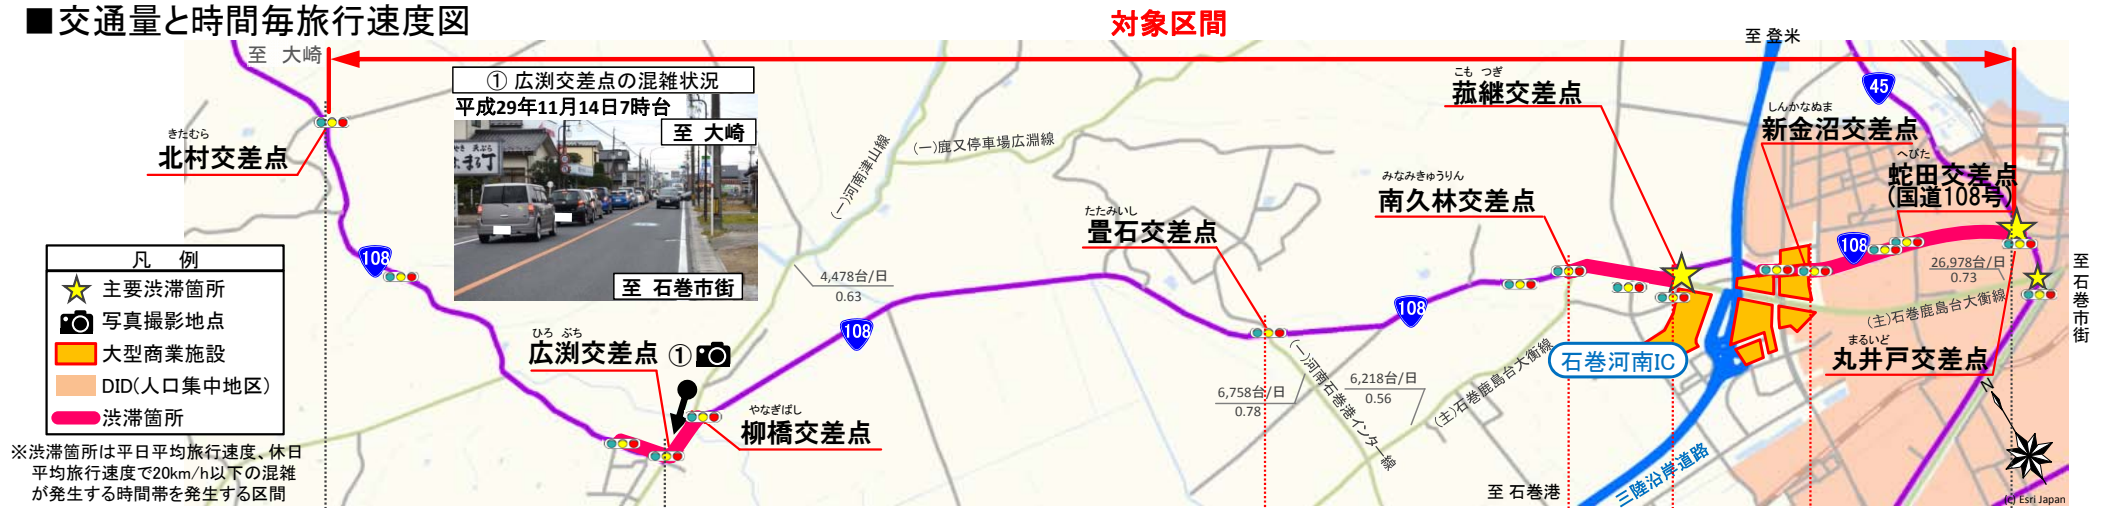 ■交通量と時間毎旅行速度図
対象区間
至 大崎
至 登米
① 広渕交差点の混雑状況
平成29年11月14日7時台
至 大崎
至 石巻市街
きたむら
北村交差点
108
(一)河南津山線
(一)鹿又停車場広淵線
4,478台/日
0.63
ひろ ぶち
広渕交差点
①
やなぎばし
柳橋交差点
108
たたみいし
畳石交差点
6,758台/日
0.78
(一)河南石巻港インター線
6,218台/日
0.56
(主)石巻鹿島台大衡線
108
みなみきゅうりん
南久林交差点
こも つぎ
菰継交差点
しんかなぬま
新金沼交差点
45
へびた
蛇田交差点
(国道108号)
108
26,978台/日
0.73
(主)石巻鹿島台大衡線
まるいど
丸井戸交差点
石巻河南IC
三陸沿岸道路
至 石巻港
至 石巻市街
N
(c) Esri Japan
凡 例
主要渋滞箇所
写真撮影地点
大型商業施設
DID(人口集中地区)
渋滞箇所
※渋滞箇所は平日平均旅行速度、休日
平均旅行速度で20km/h以下の混雑
が発生する時間帯を発生する区間